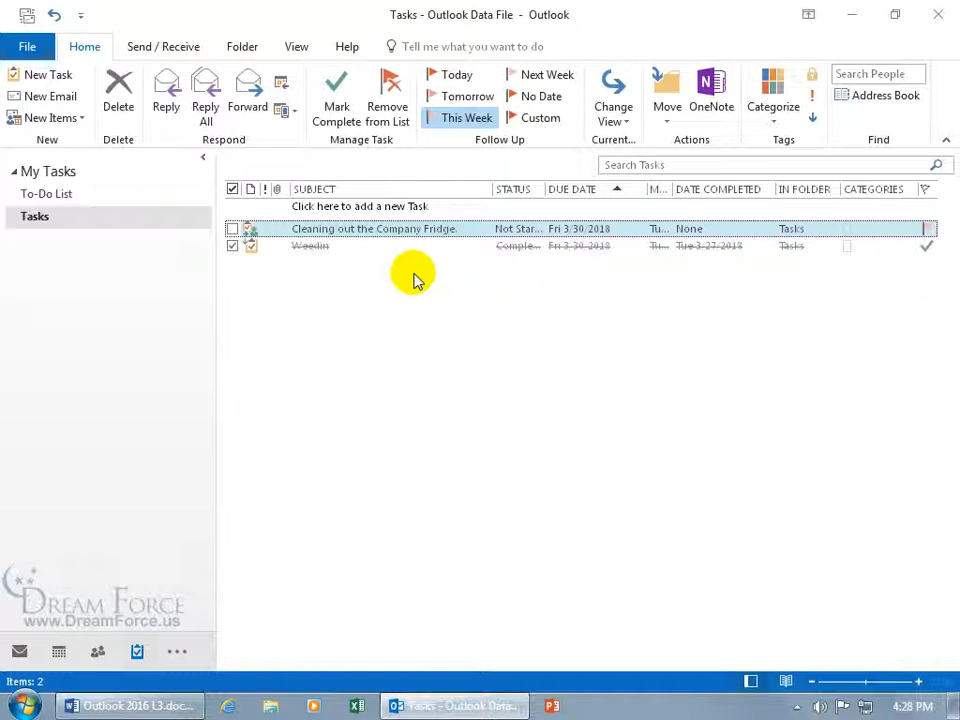 Tasks - Outlook Data File - Outlook
File Home Send / Receive Folder View Help Tell me what you want to do
New Task
New Email
New Items
New
Delete
Delete
Reply
Reply All
Forward
Respond
Mark Complete
Remove from List
Manage Task
Today
Tomorrow
This Week
Next Week
No Date
Custom
Follow Up
Change View
Current...
Move
OneNote
Actions
Categorize
Tags
Search People
Address Book
Find
My Tasks
To-Do List
Tasks
Search Tasks
! SUBJECT STATUS DUE DATE M... DATE COMPLETED IN FOLDER CATEGORIES
Click here to add a new Task
Cleaning out the Company Fridge. Not Star... Fri 3/30/2018 Tu... None Tasks
Weedin Comple... Fri 3/30/2018 Tu... Tue 3/27/2018 Tasks
DREAM FORCE
www.DreamForce.us
Items: 2
Outlook 2016 L3.doc...
Tasks - Outlook Data...
4:28 PM